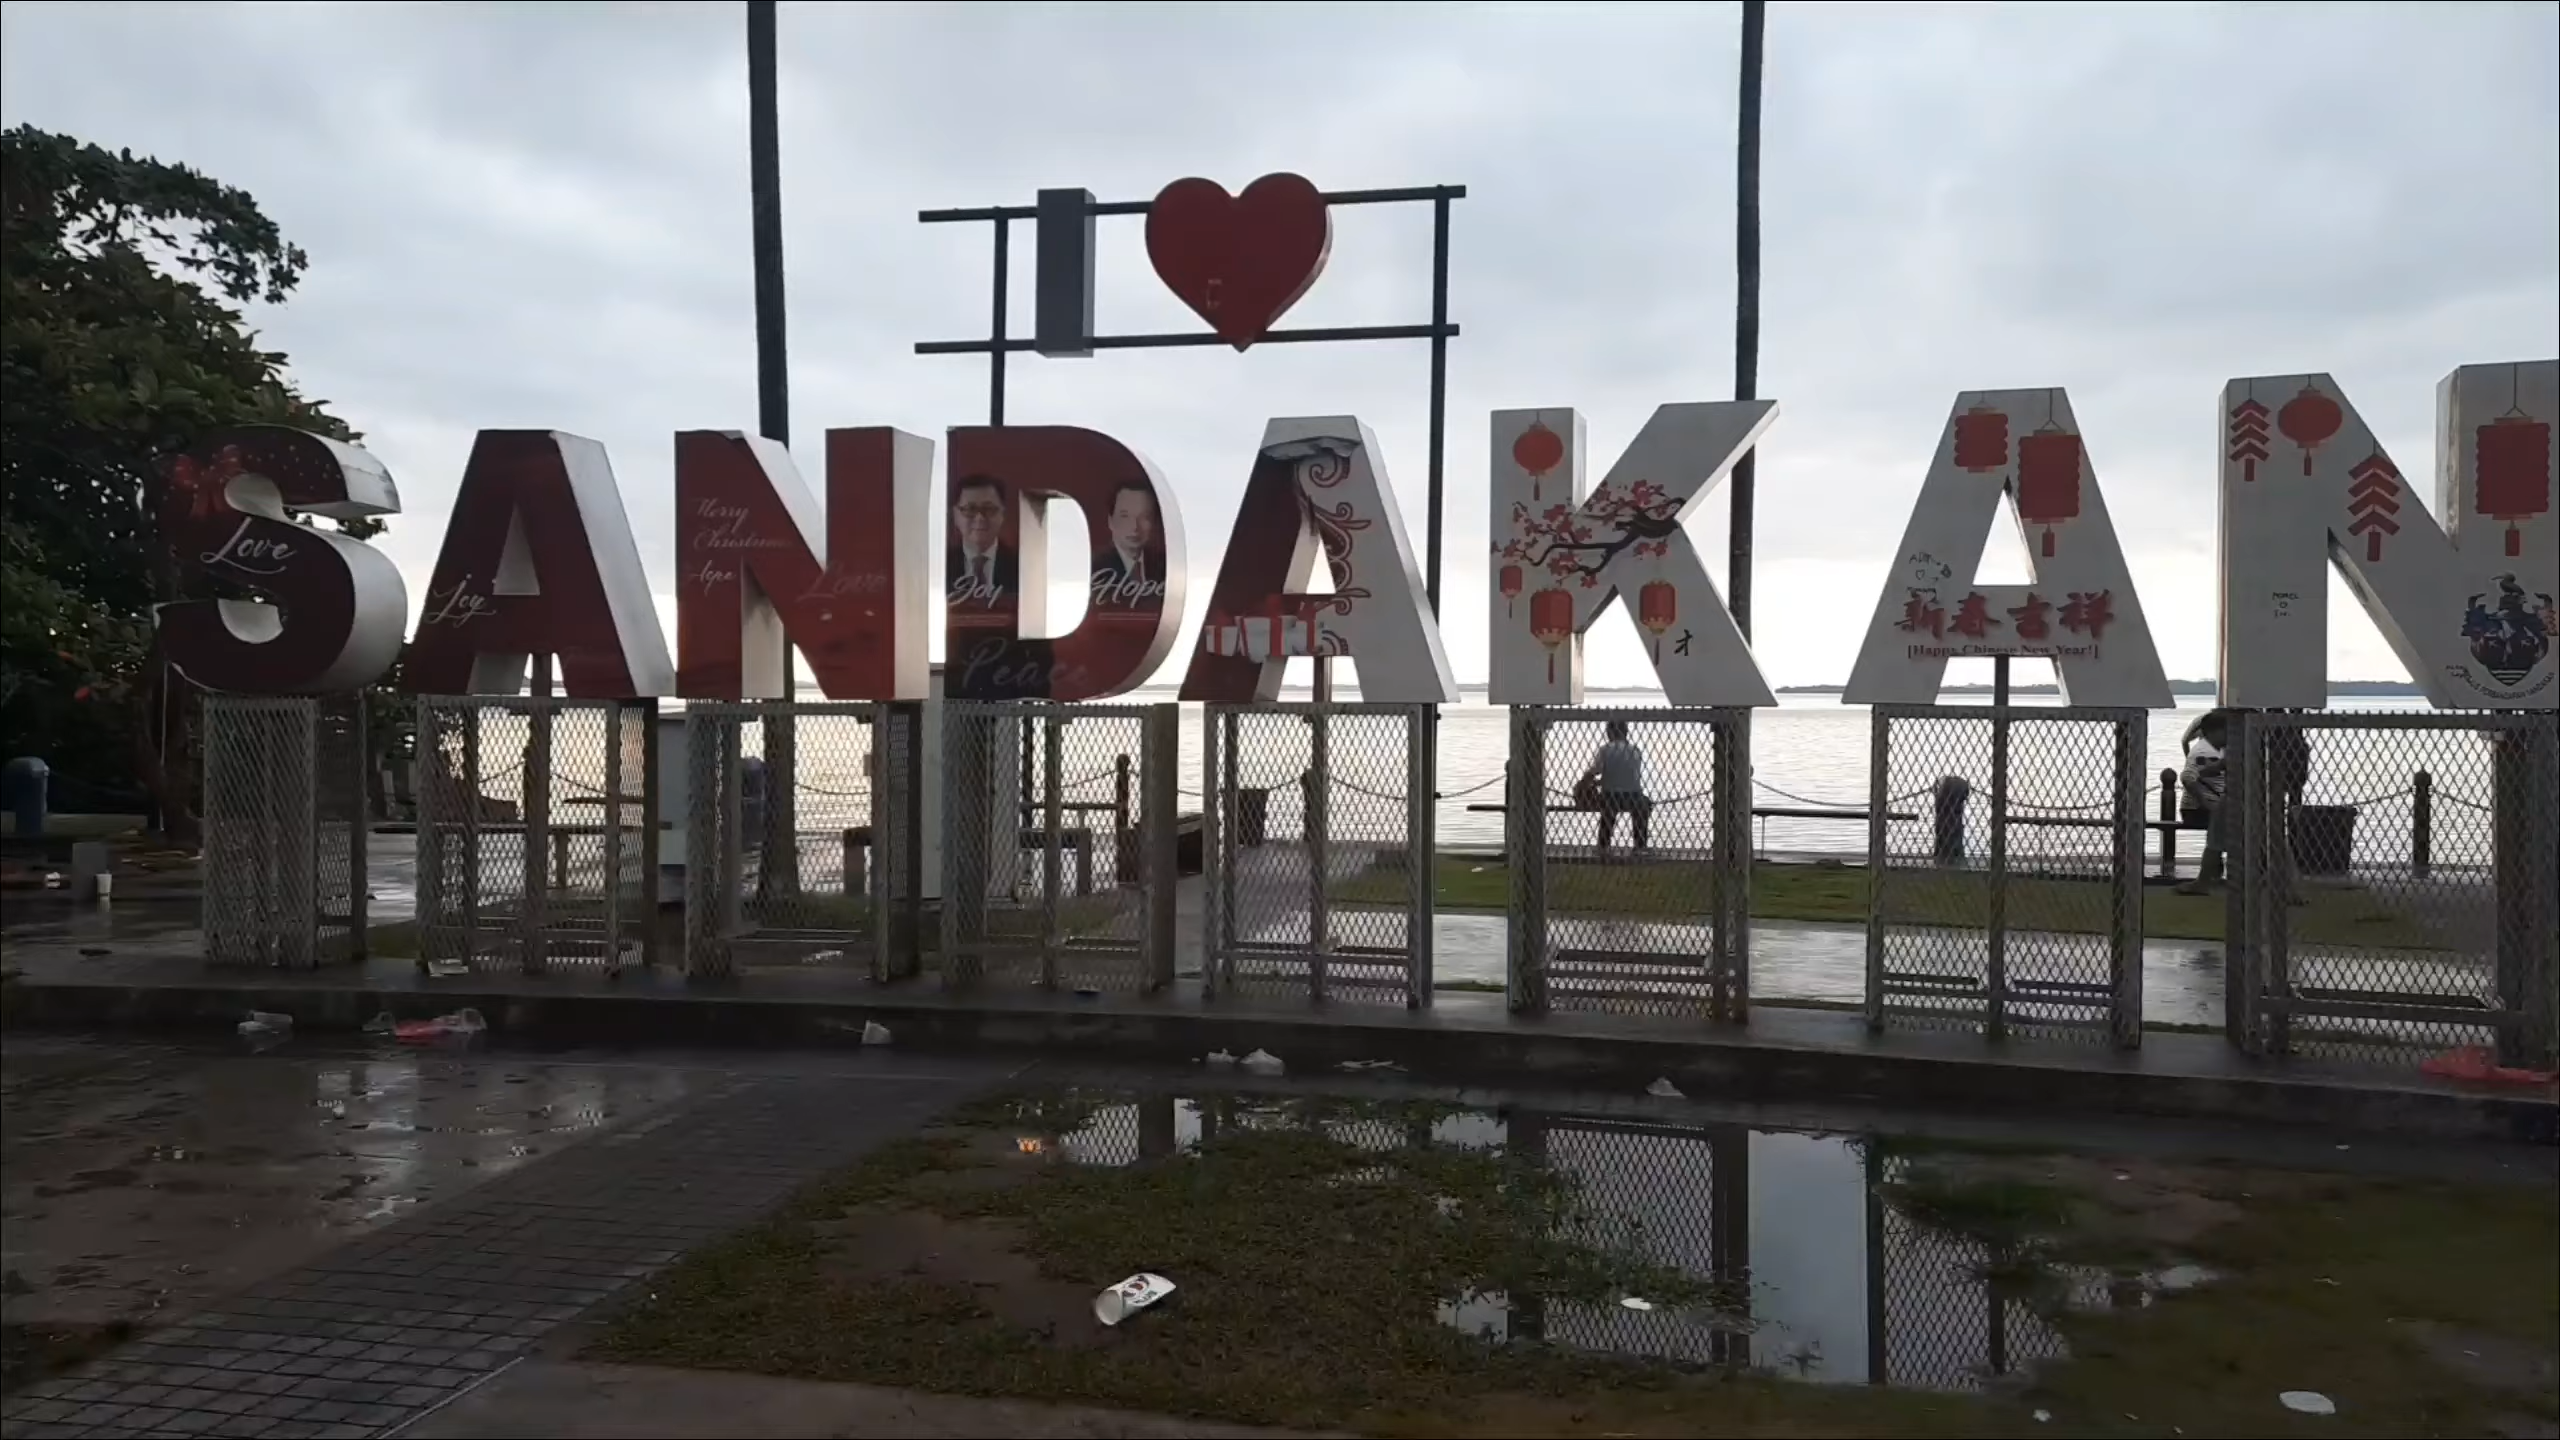 I
SANDAKAN
Love
Joy
Merry
Christmas
Hope
Love
Joy
Hope
Peace
新春吉祥
[Happy Chinese New Year!]